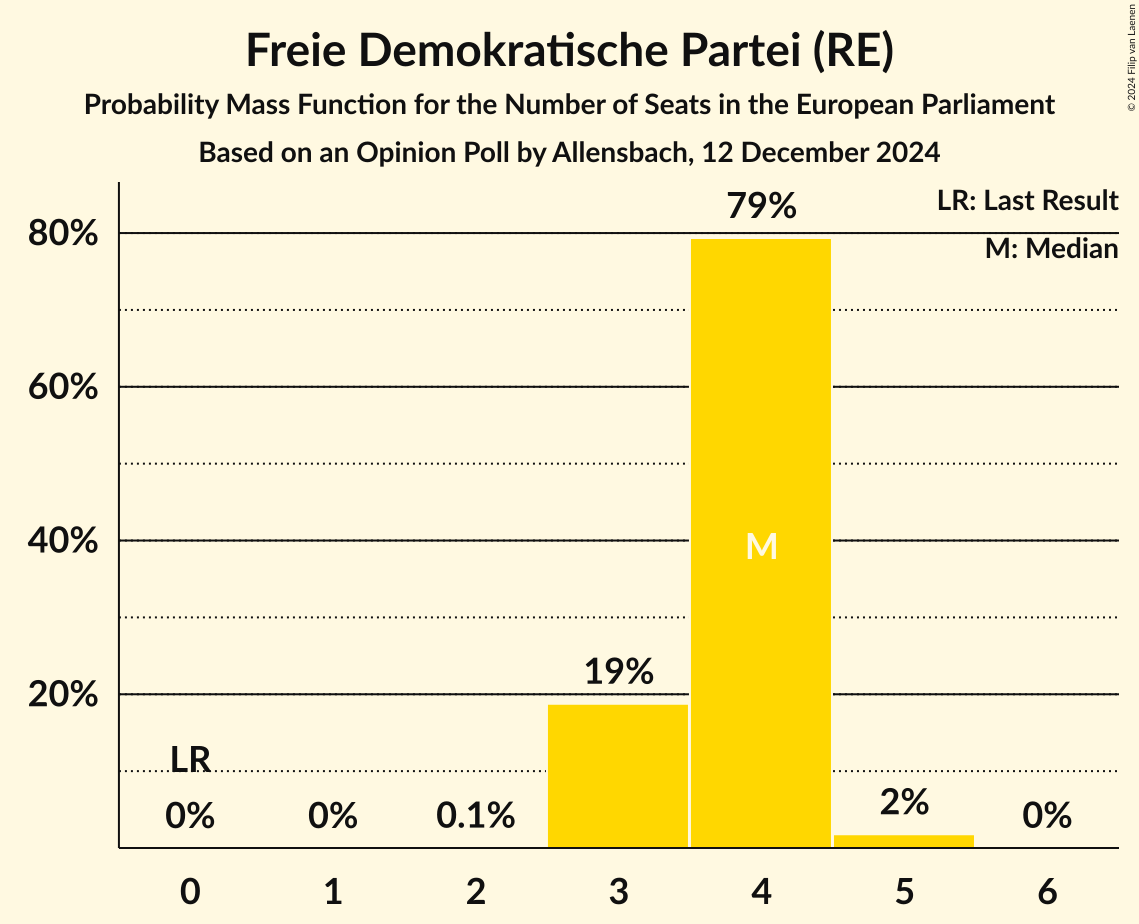 Freie Demokratische Partei (RE)
Probability Mass Function for the Number of Seats in the European Parliament
Based on an Opinion Poll by Allensbach, 12 December 2024
© 2024 Filip van Laenen
LR: Last Result
M: Median
80%
60%
40%
20%
79%
M
19%
LR
0%
0%
0.1%
2%
0%
0 1 2 3 4 5 6